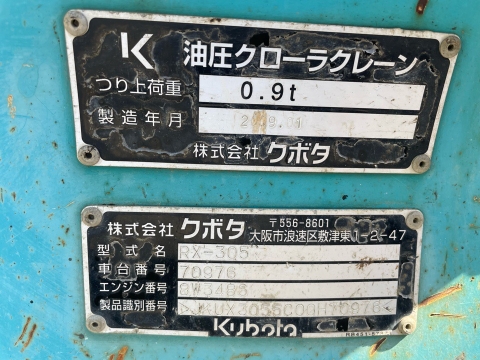 K 油圧クローラクレーン
つり上荷重 0.9t
製造年月
株式会社 クボタ
株式会社 クボタ 〒556-8601
大阪市浪速区敷津東1-2-47
型式名 RX-305
車台番号 70976
エンジン番号
製品識別番号
Kubota